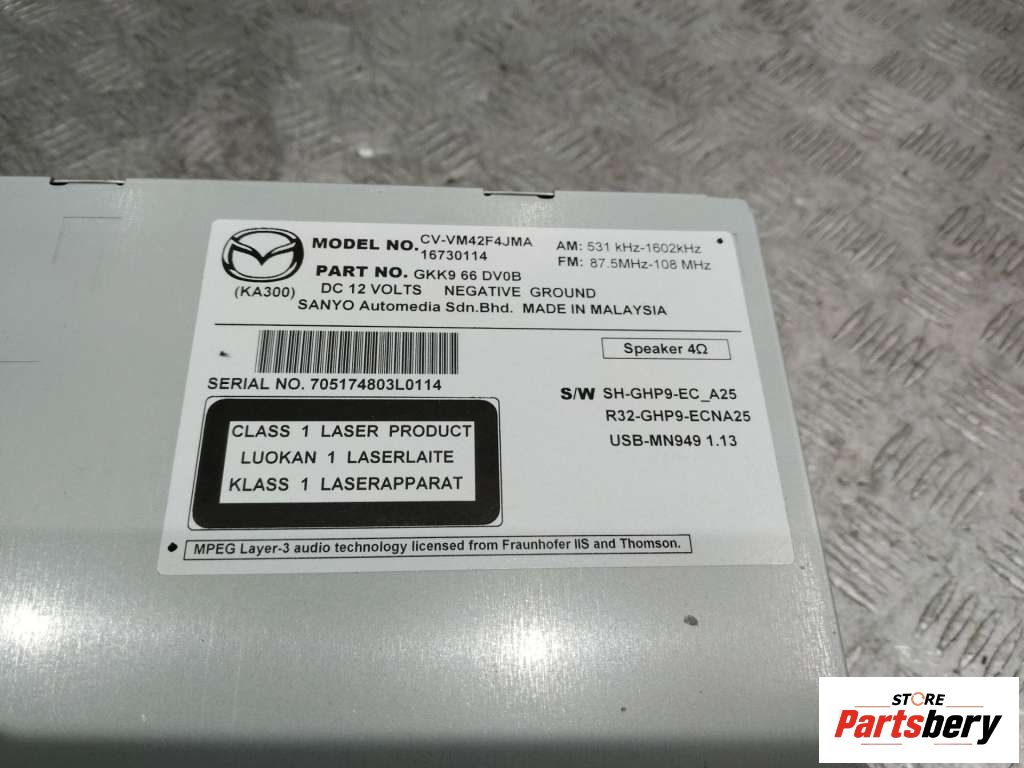 MODEL NO. CV-VM42F4JMA
16730114
AM: 531 kHz-1602kHz
FM: 87.5MHz-108 MHz
(KA300)
PART NO. GKK9 66 DV0B
DC 12 VOLTS NEGATIVE GROUND
SANYO Automedia Sdn.Bhd. MADE IN MALAYSIA
Speaker 4Ω
SERIAL NO. 705174803L0114
S/W SH-GHP9-EC_A25
R32-GHP9-ECNA25
USB-MN949 1.13
CLASS 1 LASER PRODUCT
LUOKAN 1 LASERLAITE
KLASS 1 LASERAPPARAT
MPEG Layer-3 audio technology licensed from Fraunhofer IIS and Thomson.
STORE
Partsbery